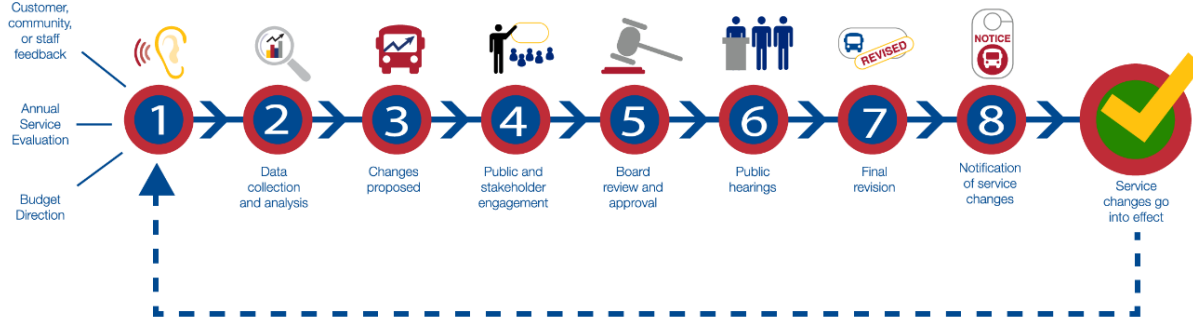 Customer,
community,
or staff
feedback
Annual
Service
Evaluation
Budget
Direction
1
2
Data
collection
and analysis
3
Changes
proposed
4
Public and
stakeholder
engagement
5
Board
review and
approval
6
Public
hearings
REVISED
7
Final
revision
NOTICE
8
Notification
of service
changes
Service
changes go
into effect